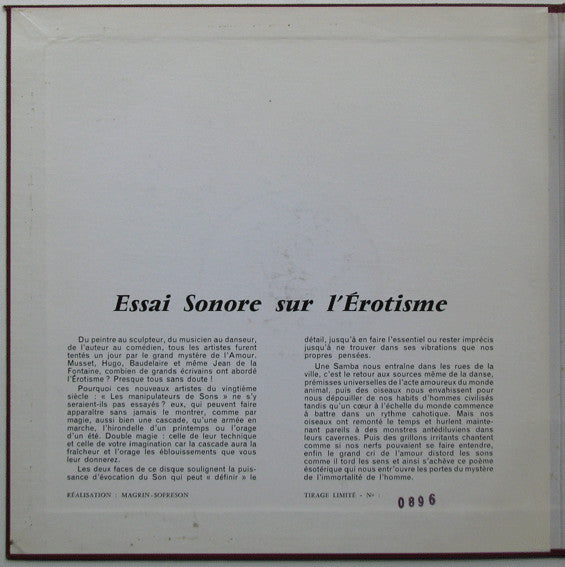 Essai Sonore sur l'Érotisme
Du peintre au sculpteur, du musicien au danseur,
de l'auteur au comédien, tous les artistes furent
tentés un jour par le grand mystère de l'Amour.
Musset, Hugo, Baudelaire et même Jean de la
Fontaine, combien de grands écrivains ont abordé
l'Érotisme ? Presque tous sans doute !
Pourquoi ces nouveaux artistes du vingtième
siècle : « Les manipulateurs de Sons » ne s'y
seraient-ils pas essayés ? eux, qui peuvent faire
apparaître sans jamais le montrer, comme par
magie, aussi bien une cascade, qu'une armée en
marche, l'hirondelle d'un printemps ou l'orage
d'un été. Double magie : celle de leur technique
et celle de votre imagination car la cascade aura la
fraîcheur et l'orage les éblouissements que vous
leur donnerez.
Les deux faces de ce disque soulignent la puis-
sance d'évocation du Son qui peut « définir » le
détail, jusqu'à en faire l'essentiel ou rester imprécis
jusqu'à ne trouver dans ses vibrations que nos
propres pensées.
Une Samba nous entraîne dans les rues de la
ville, c'est le retour aux sources même de la danse,
prémisses universelles de l'acte amoureux du monde
animal, puis des oiseaux nous envahissent pour
nous dépouiller de nos habits d'hommes civilisés
tandis qu'un cœur à l'échelle du monde commence
à battre dans un rythme cahotique. Mais nos
oiseaux ont remonté le temps et hurlent mainte-
nant pareils à des monstres antédiluviens dans
leurs cavernes. Puis des grillons irritants chantent
comme si nos nerfs pouvaient se faire entendre,
enfin le grand cri de l'amour distord les sons
comme il tord les sens et ainsi s'achève ce poème
ésotérique qui nous entr'ouvre les portes du mystère
de l'immortalité de l'homme.
RÉALISATION : MAGRIN-SOFRESON
TIRAGE LIMITÉ - No : 0896